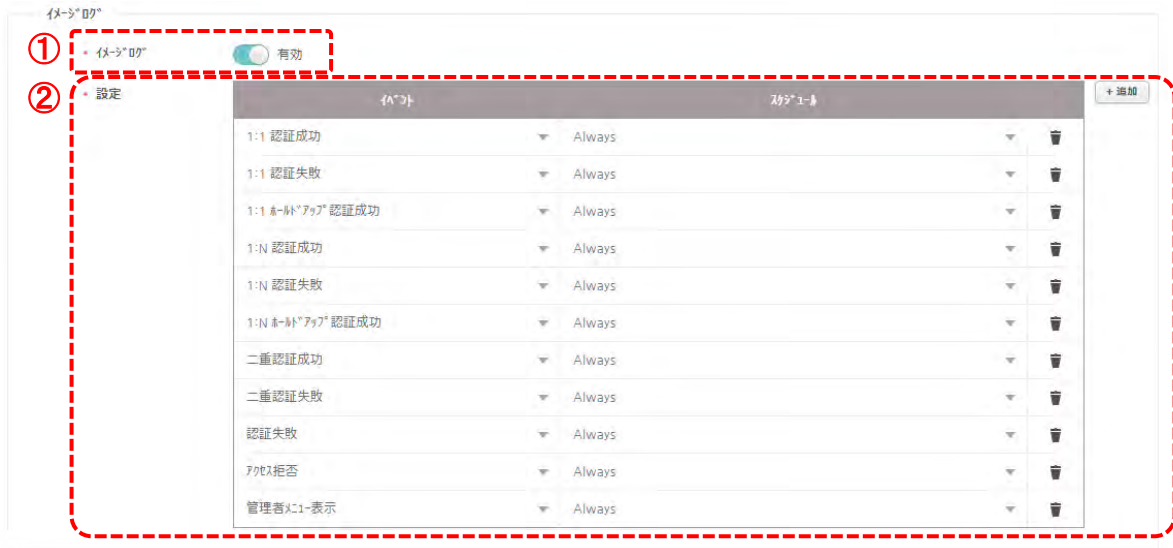 ｲﾒｰｼﾞﾛｸﾞ
① • ｲﾒｰｼﾞﾛｸﾞ 有効
② • 設定 ｲﾍﾞﾝﾄ ｽｹｼﾞｭｰﾙ + 追加
1:1 認証成功 Always
1:1 認証失敗 Always
1:1 ﾎｰﾙﾄﾞｱｯﾌﾟ認証成功 Always
1:N 認証成功 Always
1:N 認証失敗 Always
1:N ﾎｰﾙﾄﾞｱｯﾌﾟ認証成功 Always
二重認証成功 Always
二重認証失敗 Always
認証失敗 Always
ｱｸｾｽ拒否 Always
管理者ﾒﾆｭｰ表示 Always